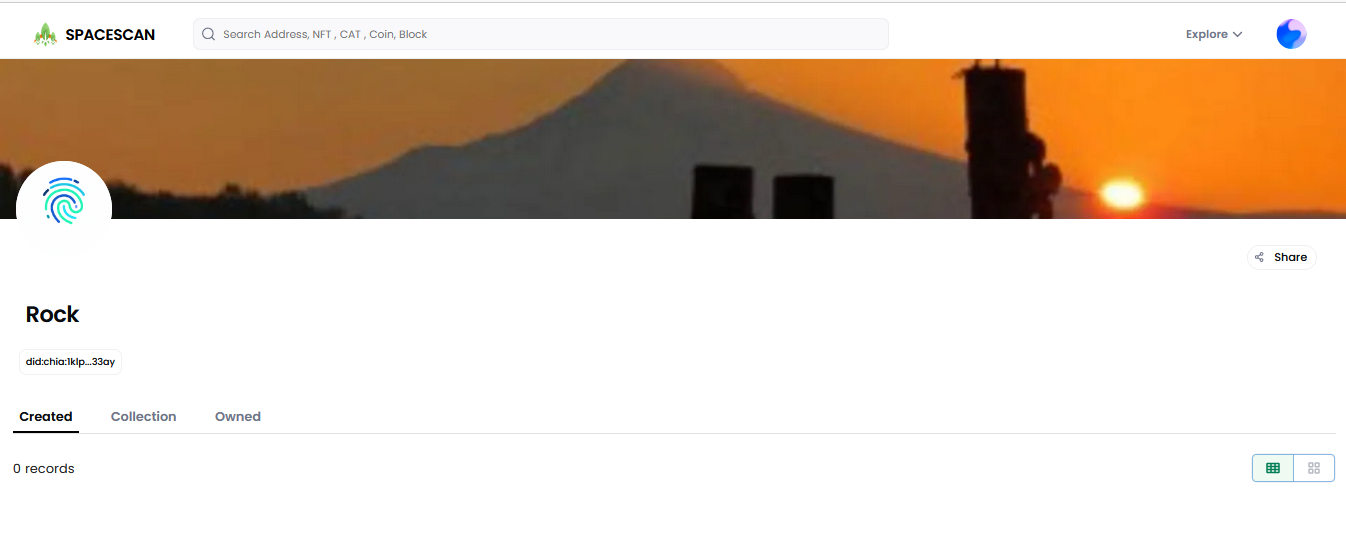 SPACESCAN
Search Address, NFT , CAT , Coin, Block
Explore
Share
Rock
did:chia:1klp...33ay
Created Collection Owned
0 records